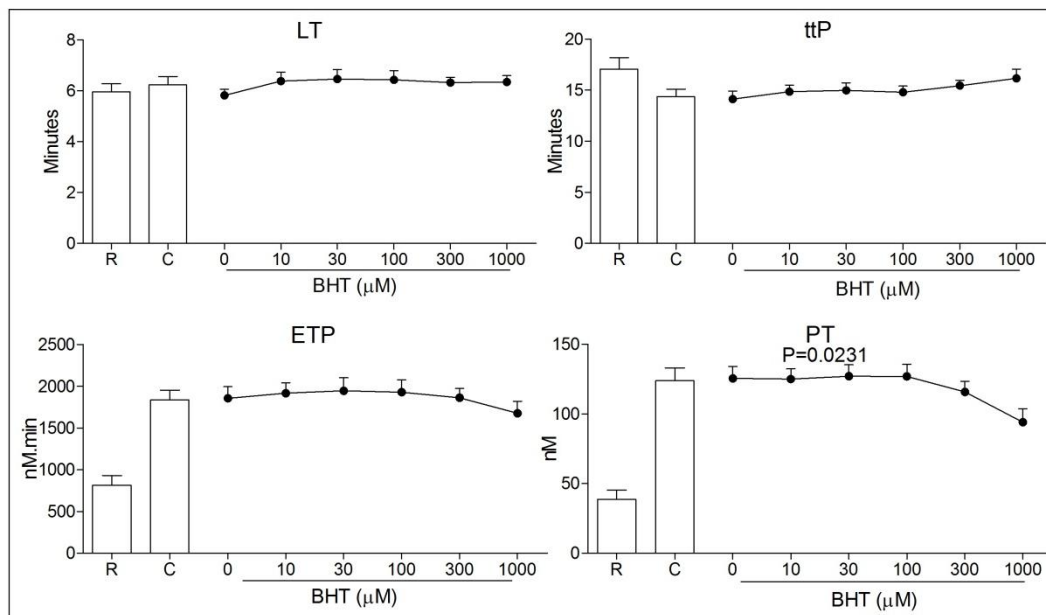 LT
8
6
4
2
0
Minutes
R C 0 10 30 100 300 1000
BHT (μM)
ttP
20
15
10
5
0
Minutes
R C 0 10 30 100 300 1000
BHT (μM)
ETP
2500
2000
1500
1000
500
0
nM.min
R C 0 10 30 100 300 1000
BHT (μM)
PT
P=0.0231
150
100
50
0
nM
R C 0 10 30 100 300 1000
BHT (μM)